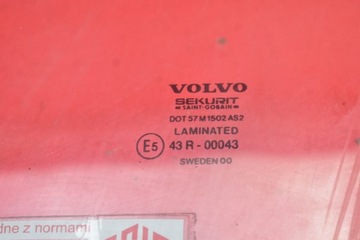 VOLVO
SEKURIT
SAINT-GOBAIN
DOT 57 M 1502 AS2
LAMINATED
E5 43 R - 00043
SWEDEN 00
dne z normami